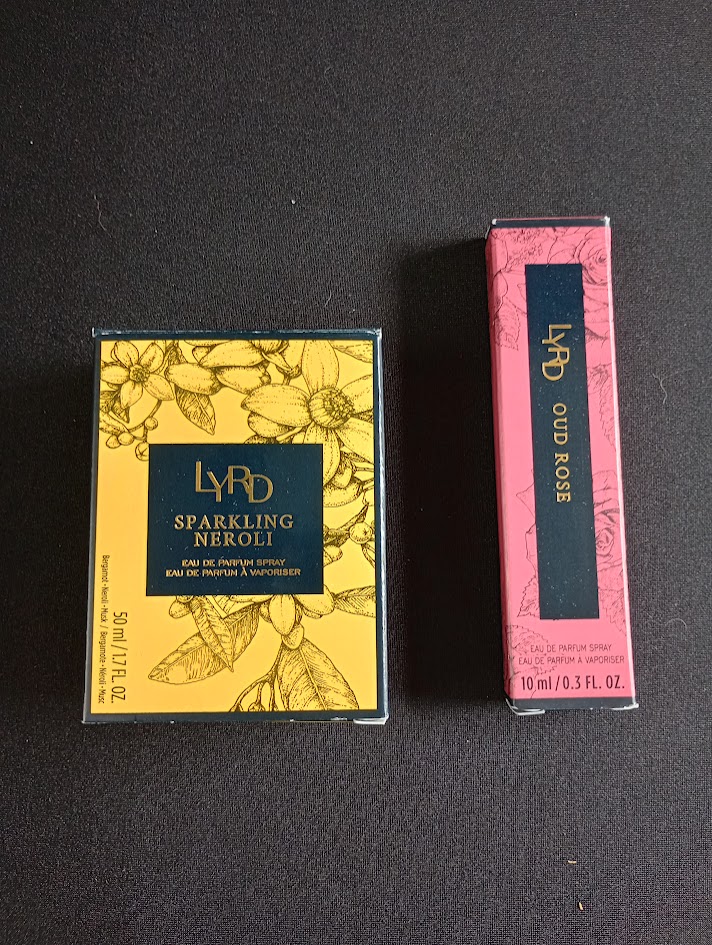 LYRD
SPARKLING
NEROLI
EAU DE PARFUM SPRAY
EAU DE PARFUM À VAPORISER
50 ml / 1.7 FL. OZ.
Bergamot • Neroli • Musk / Bergamote • Néroli • Musc
LYRD
OUD ROSE
EAU DE PARFUM SPRAY
EAU DE PARFUM À VAPORISER
10 ml / 0.3 FL. OZ.